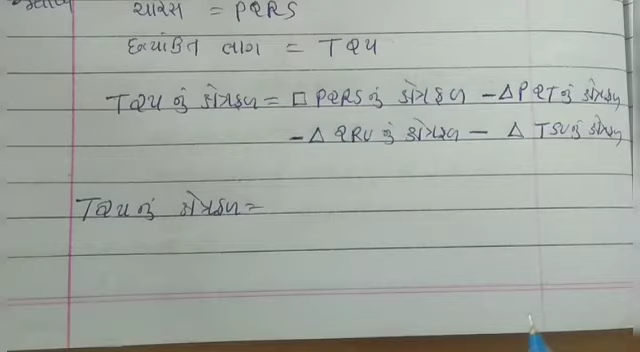 ચોરસ = PQRS
છાયાંકિત ભાગ = TQU
TQU નું ક્ષેત્રફળ = □ PQRS નું ક્ષેત્રફળ - Δ PQT નું ક્ષેત્રફળ
- Δ QRU નું ક્ષેત્રફળ - Δ TSU નું ક્ષેત્રફળ
TQU નું ક્ષેત્રફળ =